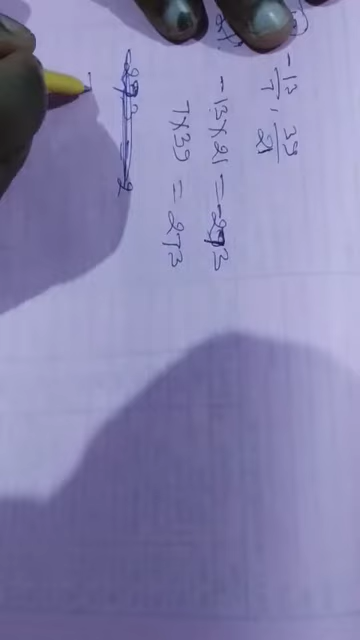 -13/7, 39/21
-13 x 21 = -273
7 x 39 = 273